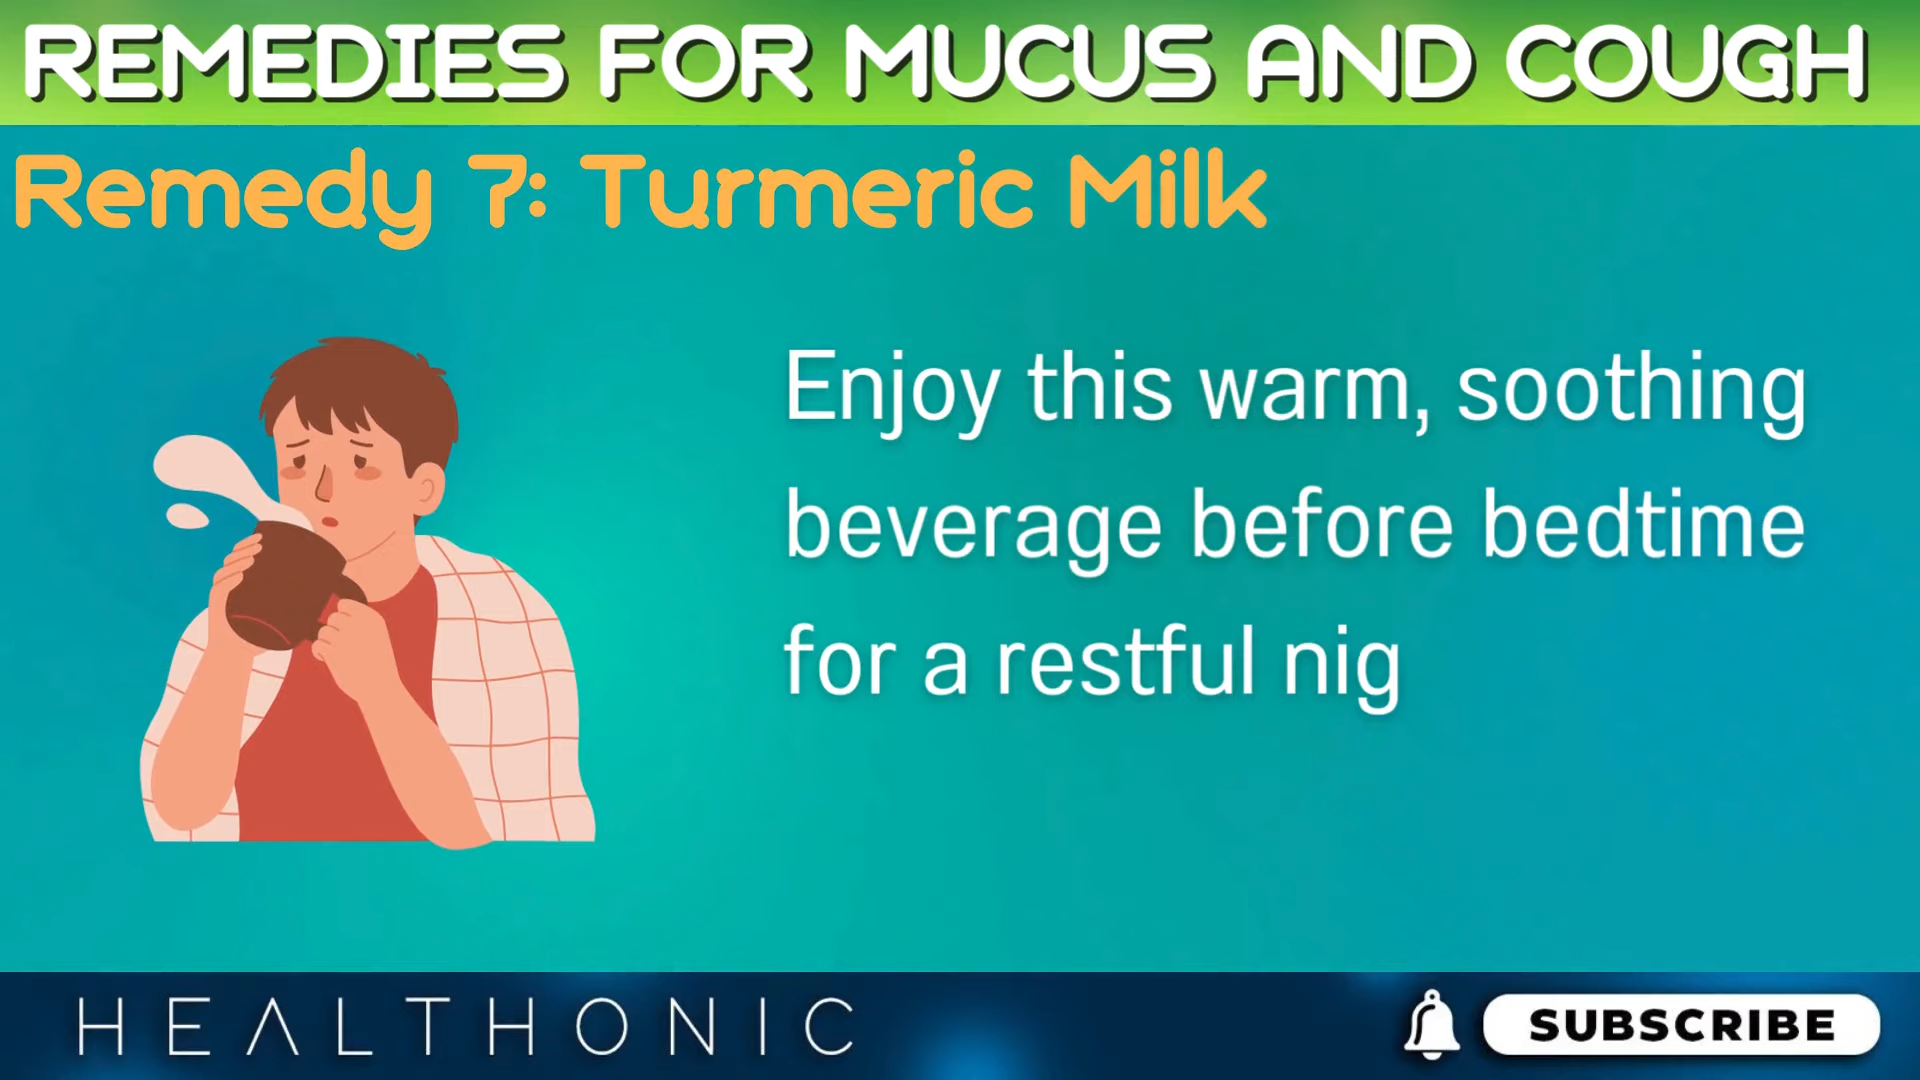 REMEDIES FOR MUCUS AND COUGH
Remedy 7: Turmeric Milk
Enjoy this warm, soothing
beverage before bedtime
for a restful nig
HEALTHONIC
SUBSCRIBE